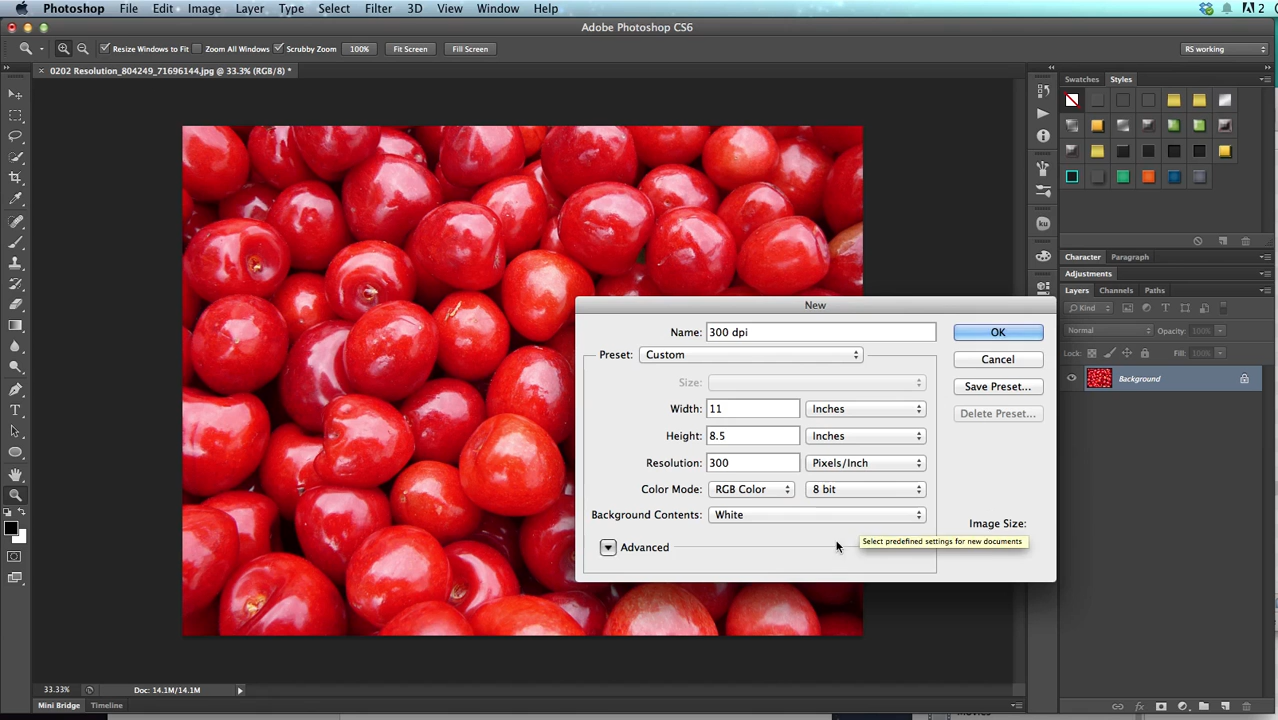 Photoshop File Edit Image Layer Type Select Filter 3D View Window Help
2
Adobe Photoshop CS6
Resize Windows to Fit Zoom All Windows Scrubby Zoom 100% Fit Screen Fill Screen RS working
0202 Resolution_804249_71696144.jpg @ 33.3% (RGB/8) *
Swatches Styles
ku
Character Paragraph
Adjustments
Layers Channels Paths
Kind
Normal Opacity: 100%
Lock: Fill: 100%
Background
New
Name: 300 dpi OK
Preset: Custom Cancel
Size: Save Preset...
Width: 11 Inches Delete Preset...
Height: 8.5 Inches
Resolution: 300 Pixels/Inch
Color Mode: RGB Color 8 bit
Background Contents: White Image Size:
Select predefined settings for new documents
Advanced
33.33% Doc: 14.1M/14.1M
Mini Bridge Timeline